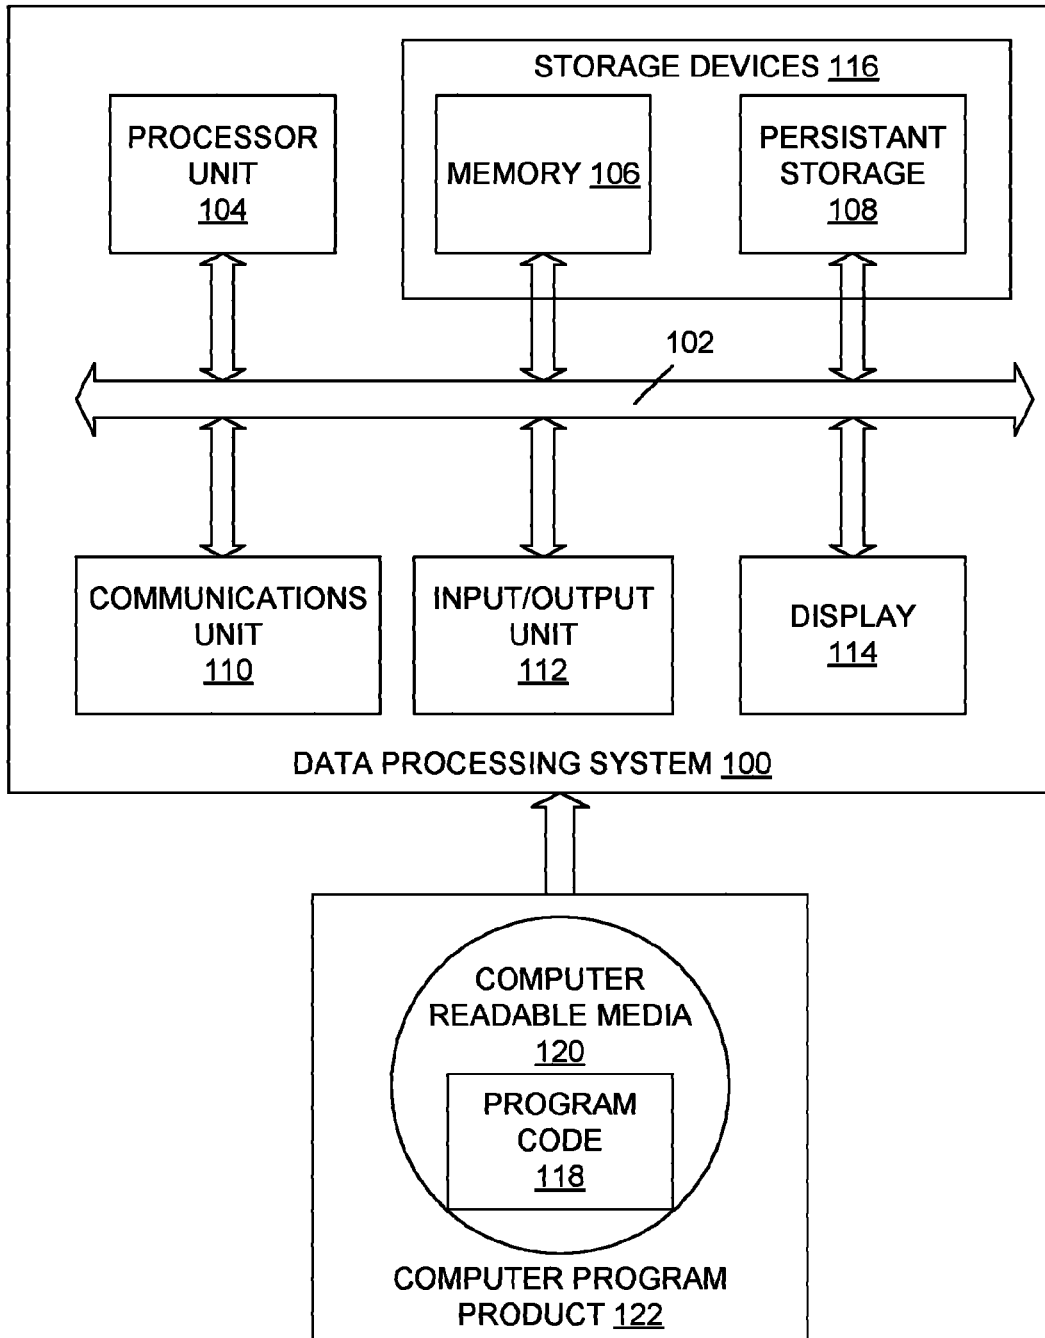 STORAGE DEVICES 116
PROCESSOR
UNIT
104
MEMORY 106
PERSISTANT
STORAGE
108
102
COMMUNICATIONS
UNIT
110
INPUT/OUTPUT
UNIT
112
DISPLAY
114
DATA PROCESSING SYSTEM 100
COMPUTER
READABLE MEDIA
120
PROGRAM
CODE
118
COMPUTER PROGRAM
PRODUCT 122